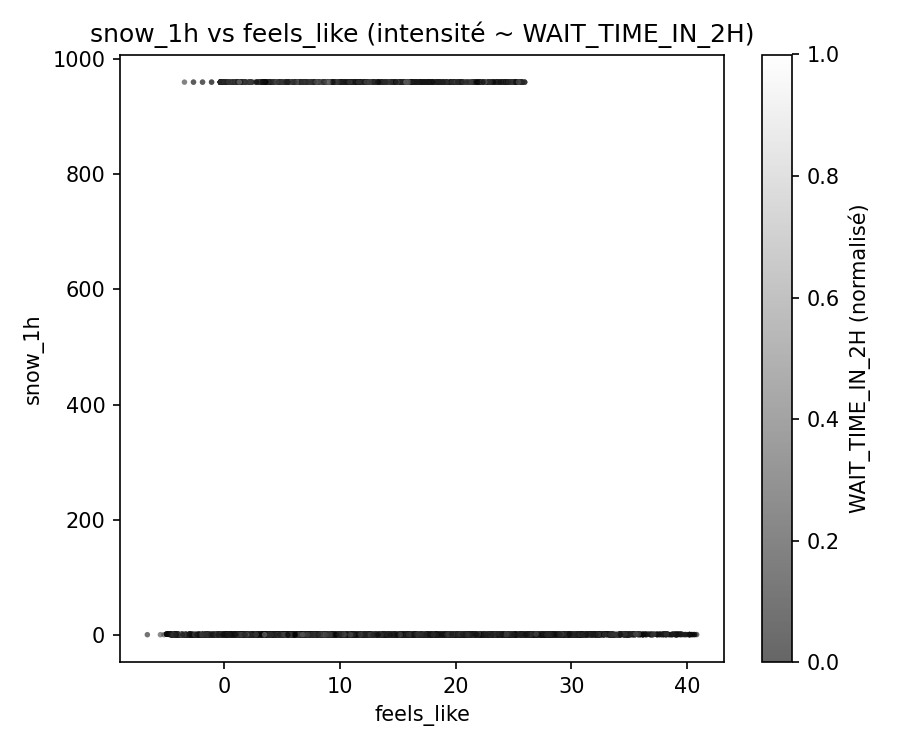 snow_1h vs feels_like (intensité ~ WAIT_TIME_IN_2H)
1000
800
600
400
200
0
snow_1h
0 10 20 30 40
feels_like
1.0
0.8
0.6
0.4
0.2
0.0
WAIT_TIME_IN_2H (normalisé)